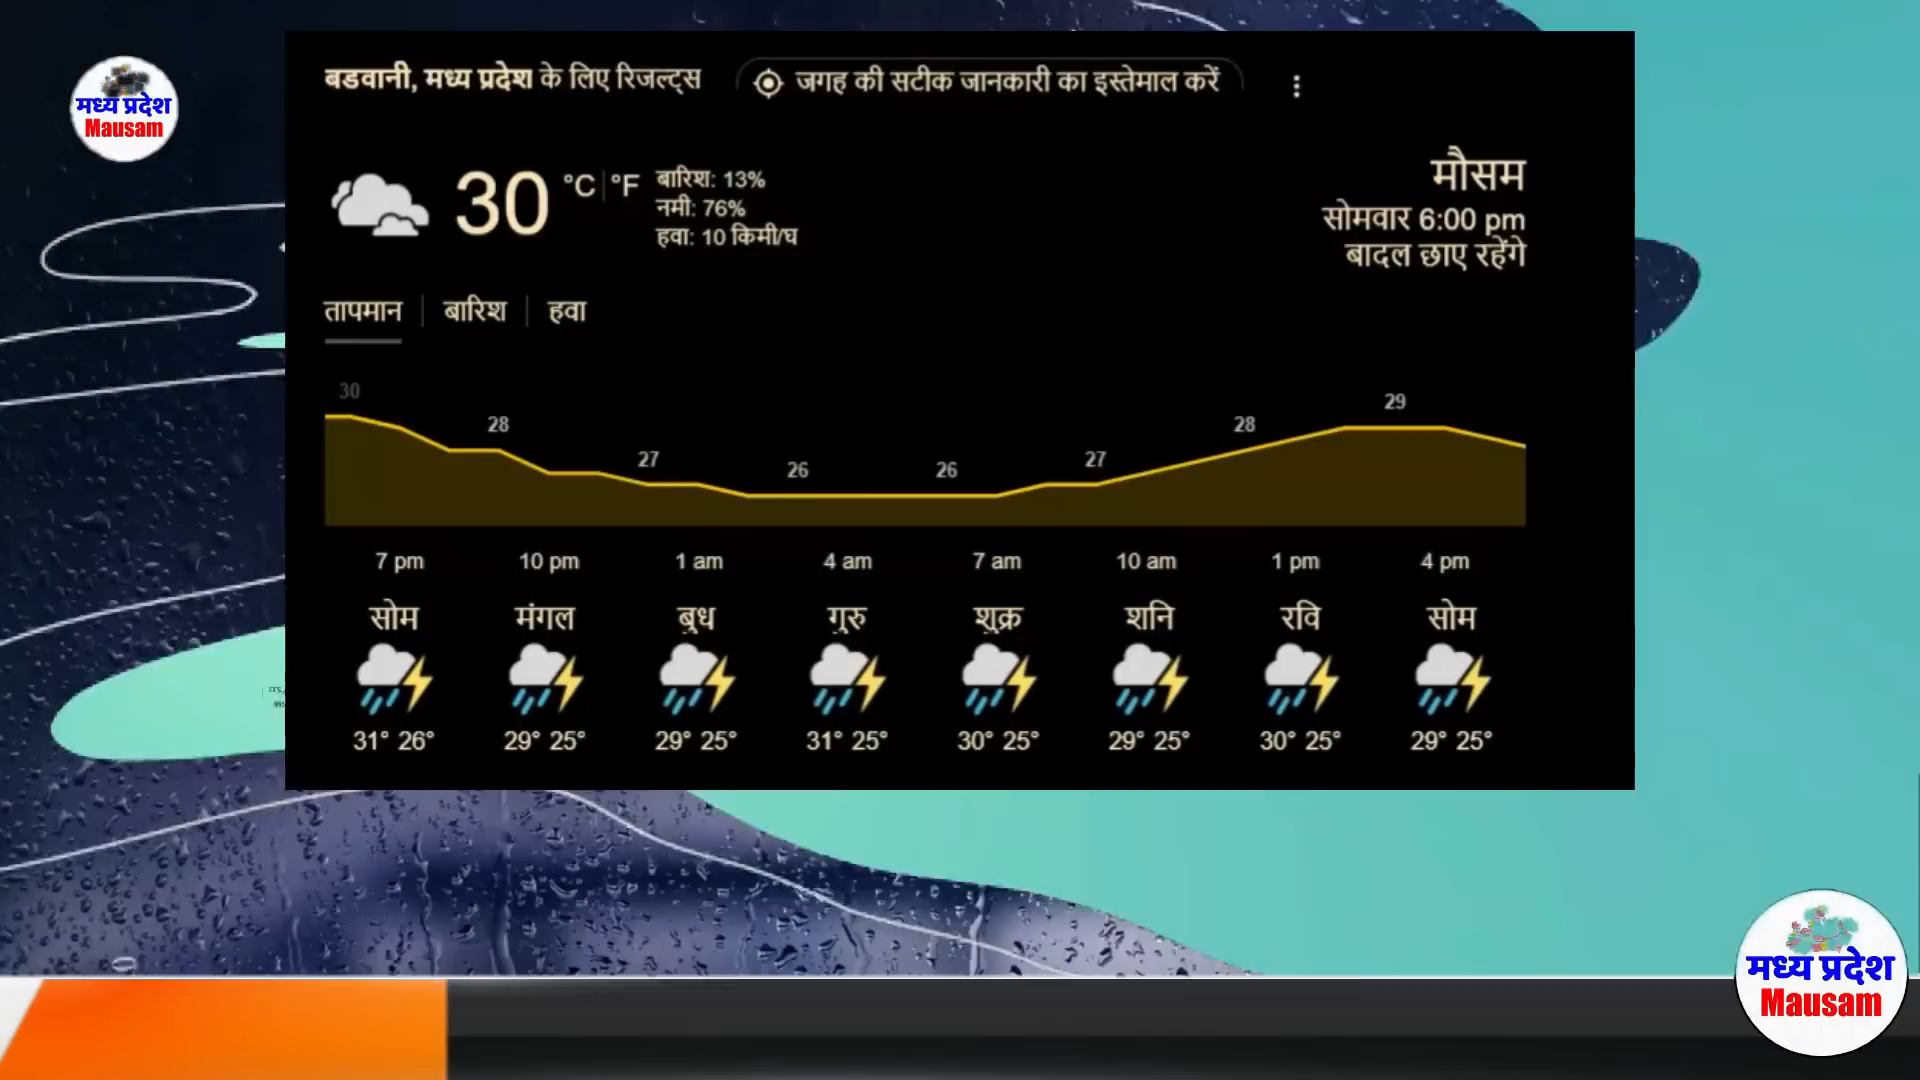 मध्य प्रदेश
Mausam
बडवानी, मध्य प्रदेश के लिए रिजल्ट्स
जगह की सटीक जानकारी का इस्तेमाल करें
30 °C | °F
बारिश: 13%
नमी: 76%
हवा: 10 किमी/घ
मौसम
सोमवार 6:00 pm
बादल छाए रहेंगे
तापमान | बारिश | हवा
30 28 27 26 26 27 28 29
7 pm 10 pm 1 am 4 am 7 am 10 am 1 pm 4 pm
सोम मंगल बुध गुरु शुक्र शनि रवि सोम
31° 26° 29° 25° 29° 25° 31° 25° 30° 25° 29° 25° 30° 25° 29° 25°
मध्य प्रदेश
Mausam